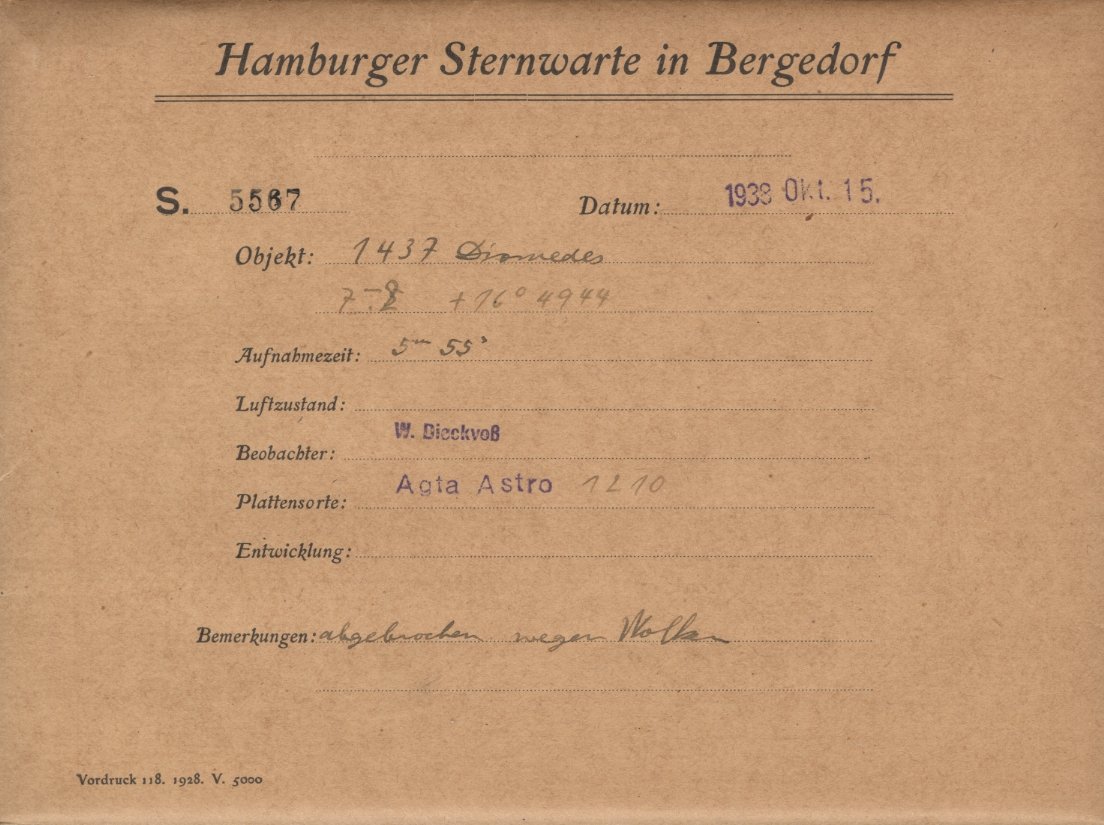 Hamburger Sternwarte in Bergedorf
S. 5567 Datum: 1938 Okt. 15.
Objekt: 1437 Diomedes
+16° 4944
Aufnahmezeit: 5ᵐ 55ˢ
Luftzustand:
Beobachter: W. Dieckvoß
Plattensorte: Agfa Astro 1210
Entwicklung:
Bemerkungen: abgebrochen wegen Wolken
Vordruck 118. 1928. V. 5000